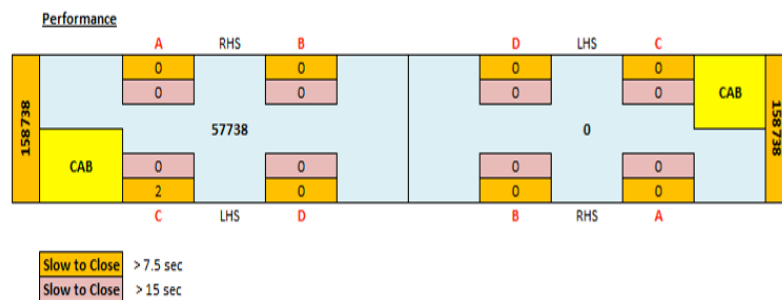 Performance
A RHS B D LHS C
0 0 0 0
0 0 0 0 CAB
158738 57738 0 158738
CAB 0 0 0 0
2 0 0 0
C LHS D B RHS A
Slow to Close > 7.5 sec
Slow to Close > 15 sec